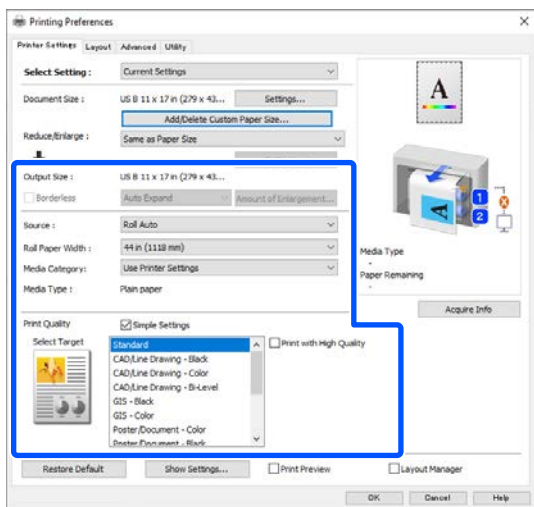 Printing Preferences
Printer Settings Layout Advanced Utility
Select Setting : Current Settings
Document Size : US B 11 x 17 in (279 x 43... Settings...
Add/Delete Custom Paper Size...
Reduce/Enlarge : Same as Paper Size
Output Size : US B 11 x 17 in (279 x 43...
Borderless Auto Expand Amount of Enlargement...
Source : Roll Auto
Roll Paper Width : 44 in (1118 mm)
Media Category: Use Printer Settings
Media Type : Plain paper
Print Quality Simple Settings
Select Target
Standard
CAD/Line Drawing - Black
CAD/Line Drawing - Color
CAD/Line Drawing - Bi-Level
GIS - Black
GIS - Color
Poster/Document - Color
Poster/Document - Black
Print with High Quality
A
A
1
2
Media Type
-
Paper Remaining
-
Acquire Info
Restore Default Show Settings... Print Preview Layout Manager
OK Cancel Help